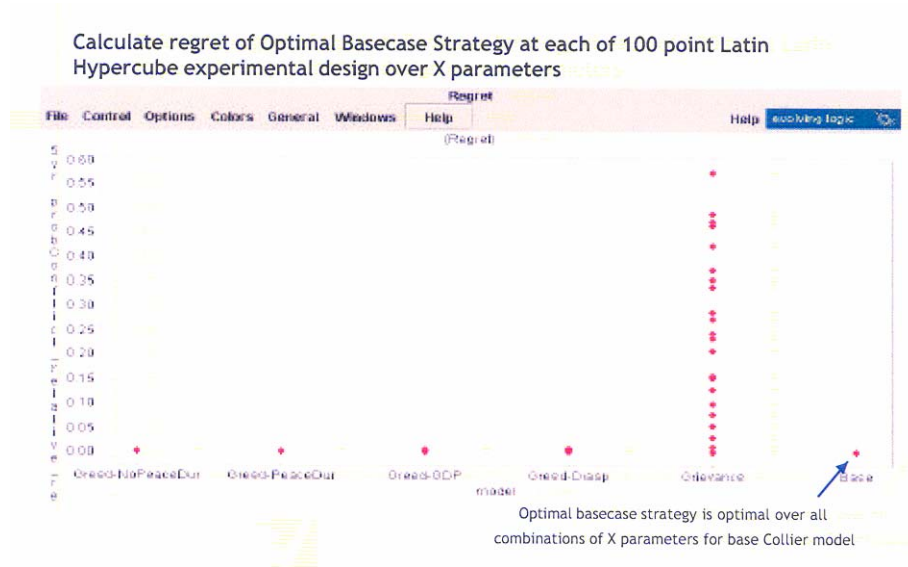 Calculate regret of Optimal Basecase Strategy at each of 100 point Latin
Hypercube experimental design over X parameters
Regret
File Control Options Colors General Windows Help
Help evolving logic
(Regret)
0.60
0.55
0.50
0.45
0.40
0.35
0.30
0.25
0.20
0.15
0.10
0.05
0.00
Greed-NoPeaceDur Greed-PeaceDur Greed-GDP Greed-Diasp Grievance Base
model
Optimal basecase strategy is optimal over all
combinations of X parameters for base Collier model